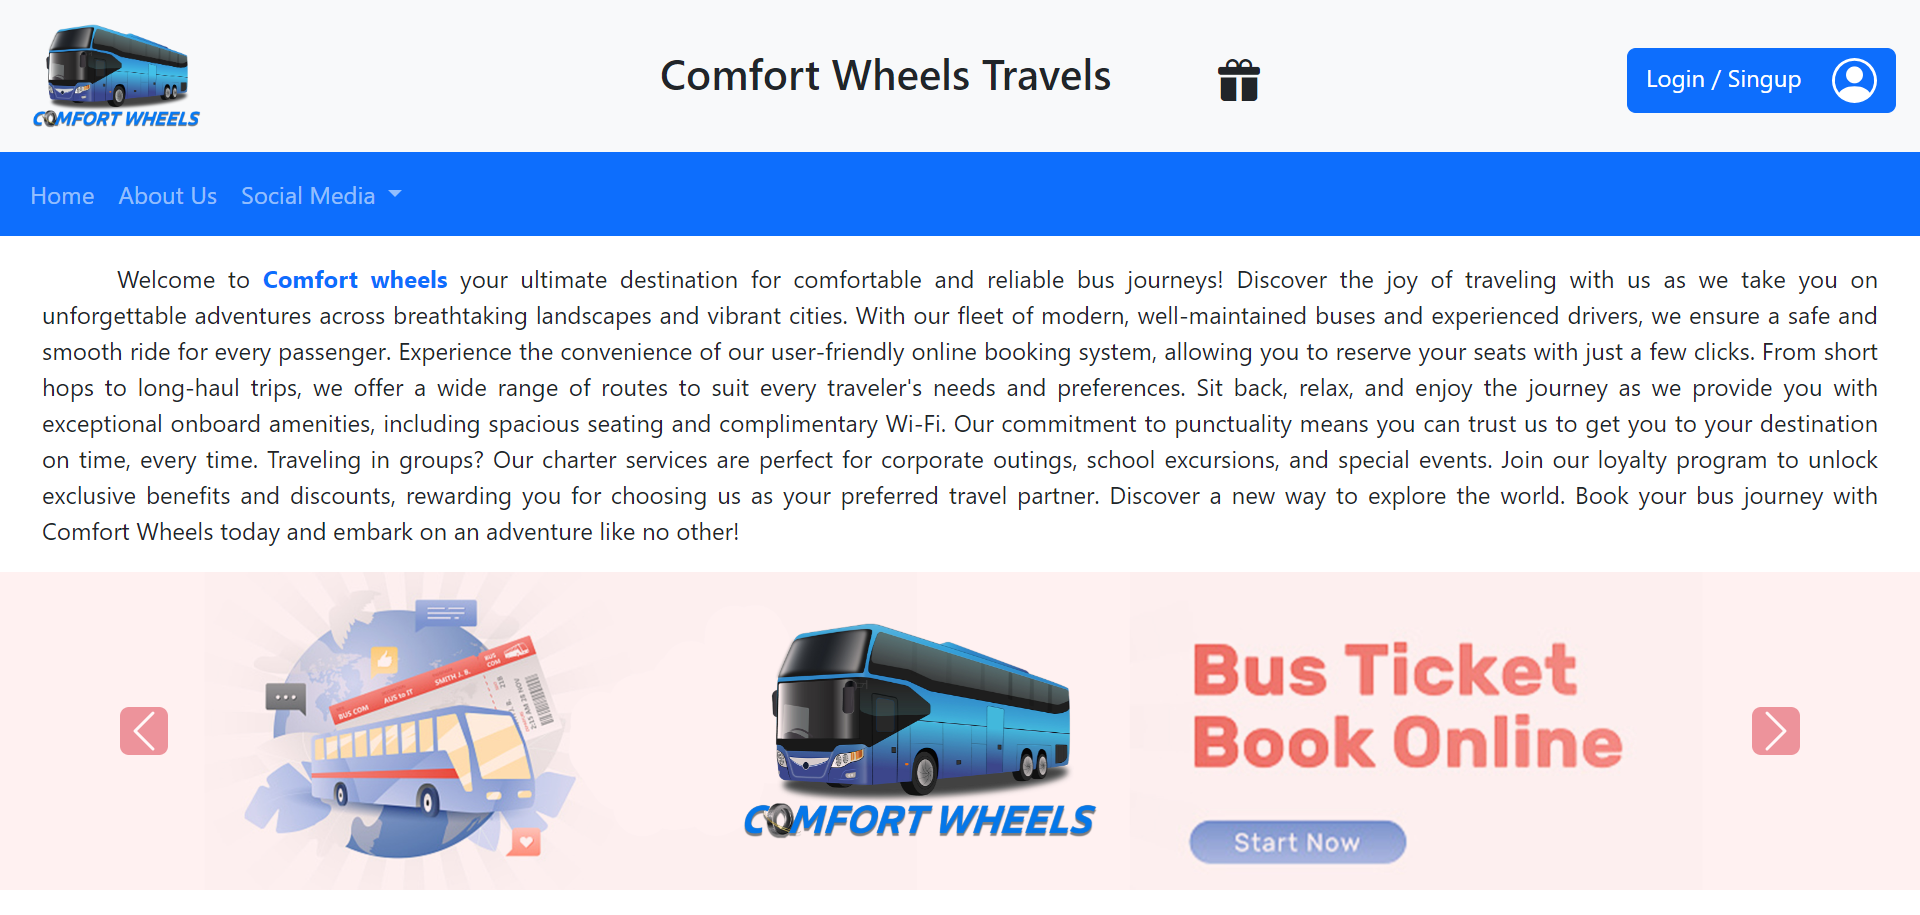 COMFORT WHEELS
Comfort Wheels Travels
Login / Singup
Home About Us Social Media
Welcome to Comfort wheels your ultimate destination for comfortable and reliable bus journeys! Discover the joy of traveling with us as we take you on
unforgettable adventures across breathtaking landscapes and vibrant cities. With our fleet of modern, well-maintained buses and experienced drivers, we ensure a safe and
smooth ride for every passenger. Experience the convenience of our user-friendly online booking system, allowing you to reserve your seats with just a few clicks. From short
hops to long-haul trips, we offer a wide range of routes to suit every traveler's needs and preferences. Sit back, relax, and enjoy the journey as we provide you with
exceptional onboard amenities, including spacious seating and complimentary Wi-Fi. Our commitment to punctuality means you can trust us to get you to your destination
on time, every time. Traveling in groups? Our charter services are perfect for corporate outings, school excursions, and special events. Join our loyalty program to unlock
exclusive benefits and discounts, rewarding you for choosing us as your preferred travel partner. Discover a new way to explore the world. Book your bus journey with
Comfort Wheels today and embark on an adventure like no other!
BUS COM AUS to IT SMITH J. B.
BUS
COM
COMFORT WHEELS
Bus Ticket
Book Online
Start Now